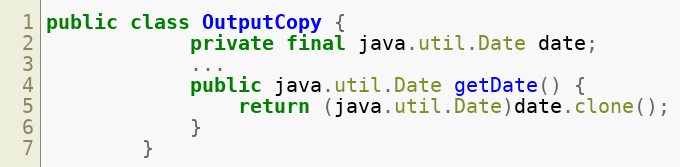 1 public class OutputCopy {
2             private final java.util.Date date;
3             ...
4             public java.util.Date getDate() {
5                 return (java.util.Date)date.clone();
6             }
7         }